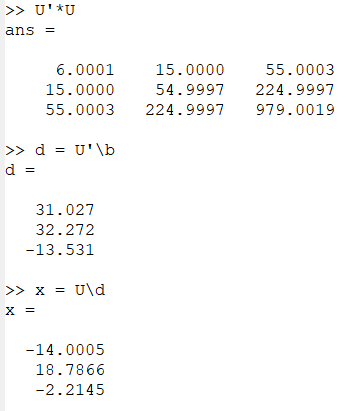 >> U'*U
ans =
6.0001 15.0000 55.0003
15.0000 54.9997 224.9997
55.0003 224.9997 979.0019
>> d = U'\b
d =
31.027
32.272
-13.531
>> x = U\d
x =
-14.0005
18.7866
-2.2145